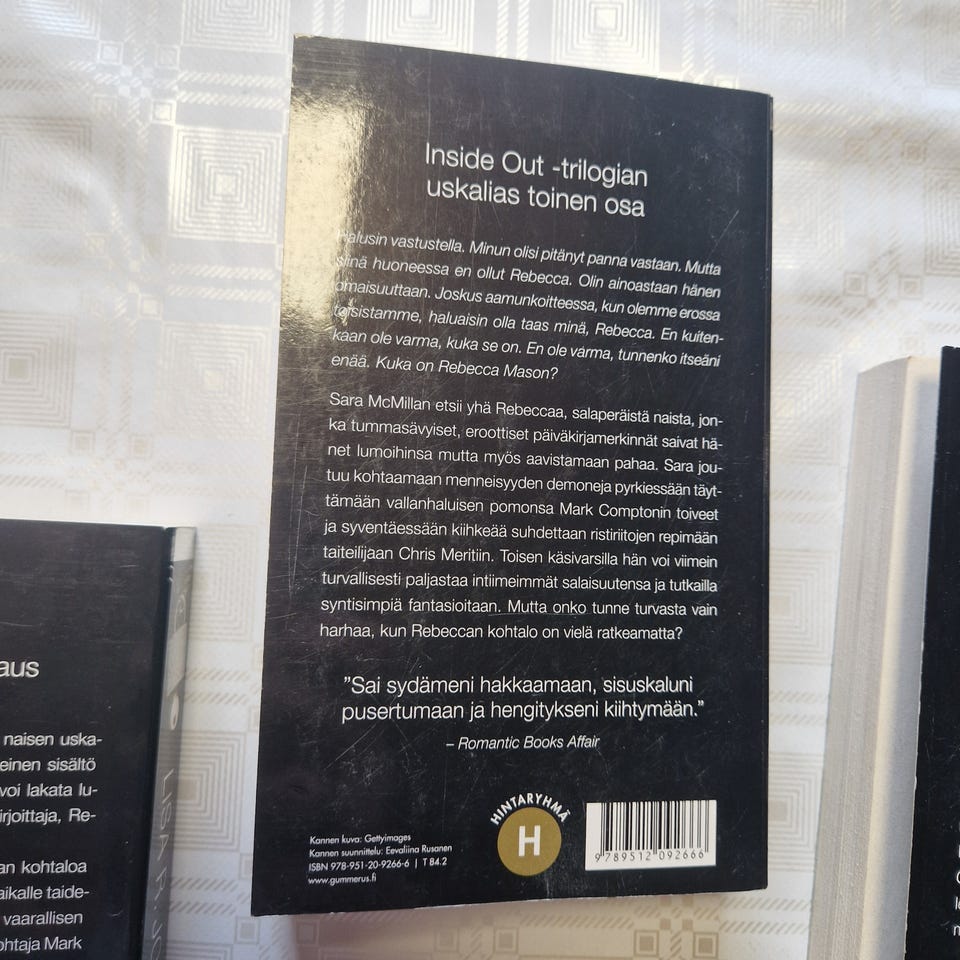 Inside Out -trilogian
uskalias toinen osa
Halusin vastustella. Minun olisi pitänyt panna vastaan. Mutta
siinä huoneessa en ollut Rebecca. Olin ainoastaan hänen
omaisuuttaan. Joskus aamunkoitteessa, kun olemme erossa
toisistamme, haluaisin olla taas minä, Rebecca. En kuiten-
kaan ole varma, kuka se on. En ole varma, tunnenko itseäni
enää. Kuka on Rebecca Mason?
Sara McMillan etsii yhä Rebeccaa, salaperäistä naista, jon-
ka tummasävyiset, eroottiset päiväkirjamerkinnät saivat hä-
net lumoihinsa mutta myös aavistamaan pahaa. Sara jou-
tuu kohtaamaan menneisyyden demoneja pyrkiessään täyt-
tämään vallanhaluisen pomonsa Mark Comptonin toiveet
ja syventäessään kiihkeää suhdettaan ristiriitojen repimään
taiteilijaan Chris Meritiin. Toisen käsivarsilla hän voi viimein
turvallisesti paljastaa intiimeimmät salaisuutensa ja tutkailla
syntisimpiä fantasioitaan. Mutta onko tunne turvasta vain
harhaa, kun Rebeccan kohtalo on vielä ratkeamatta?
”Sai sydämeni hakkaamaan, sisuskaluni
pusertumaan ja hengitykseni kiihtymään.”
– Romantic Books Affair
Kannen kuva: Gettyimages
Kannen suunnittelu: Eevaliina Rusanen
ISBN 978-951-20-9266-6 | T 84.2
www.gummerus.fi
HINTARYHMÄ
H
9 789512 092666
aus
naisen uska-
einen sisältö
voi lakata lu-
irjoittaja, Re-
an kohtaloa
aikalle taide-
vaarallisen
ohtaja Mark
LISA R